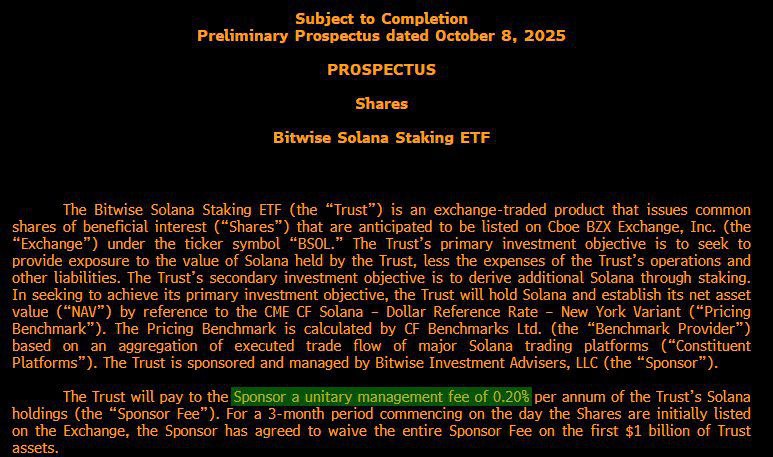 Subject to Completion
Preliminary Prospectus dated October 8, 2025
PROSPECTUS
Shares
Bitwise Solana Staking ETF
The Bitwise Solana Staking ETF (the “Trust”) is an exchange-traded product that issues common
shares of beneficial interest (“Shares”) that are anticipated to be listed on Cboe BZX Exchange, Inc. (the
“Exchange”) under the ticker symbol “BSOL.” The Trust’s primary investment objective is to seek to
provide exposure to the value of Solana held by the Trust, less the expenses of the Trust’s operations and
other liabilities. The Trust’s secondary investment objective is to derive additional Solana through staking.
In seeking to achieve its primary investment objective, the Trust will hold Solana and establish its net asset
value (“NAV”) by reference to the CME CF Solana – Dollar Reference Rate – New York Variant (“Pricing
Benchmark”). The Pricing Benchmark is calculated by CF Benchmarks Ltd. (the “Benchmark Provider”)
based on an aggregation of executed trade flow of major Solana trading platforms (“Constituent
Platforms”). The Trust is sponsored and managed by Bitwise Investment Advisers, LLC (the “Sponsor”).
The Trust will pay to the Sponsor a unitary management fee of 0.20% per annum of the Trust’s Solana
holdings (the “Sponsor Fee”). For a 3-month period commencing on the day the Shares are initially listed
on the Exchange, the Sponsor has agreed to waive the entire Sponsor Fee on the first $1 billion of Trust
assets.